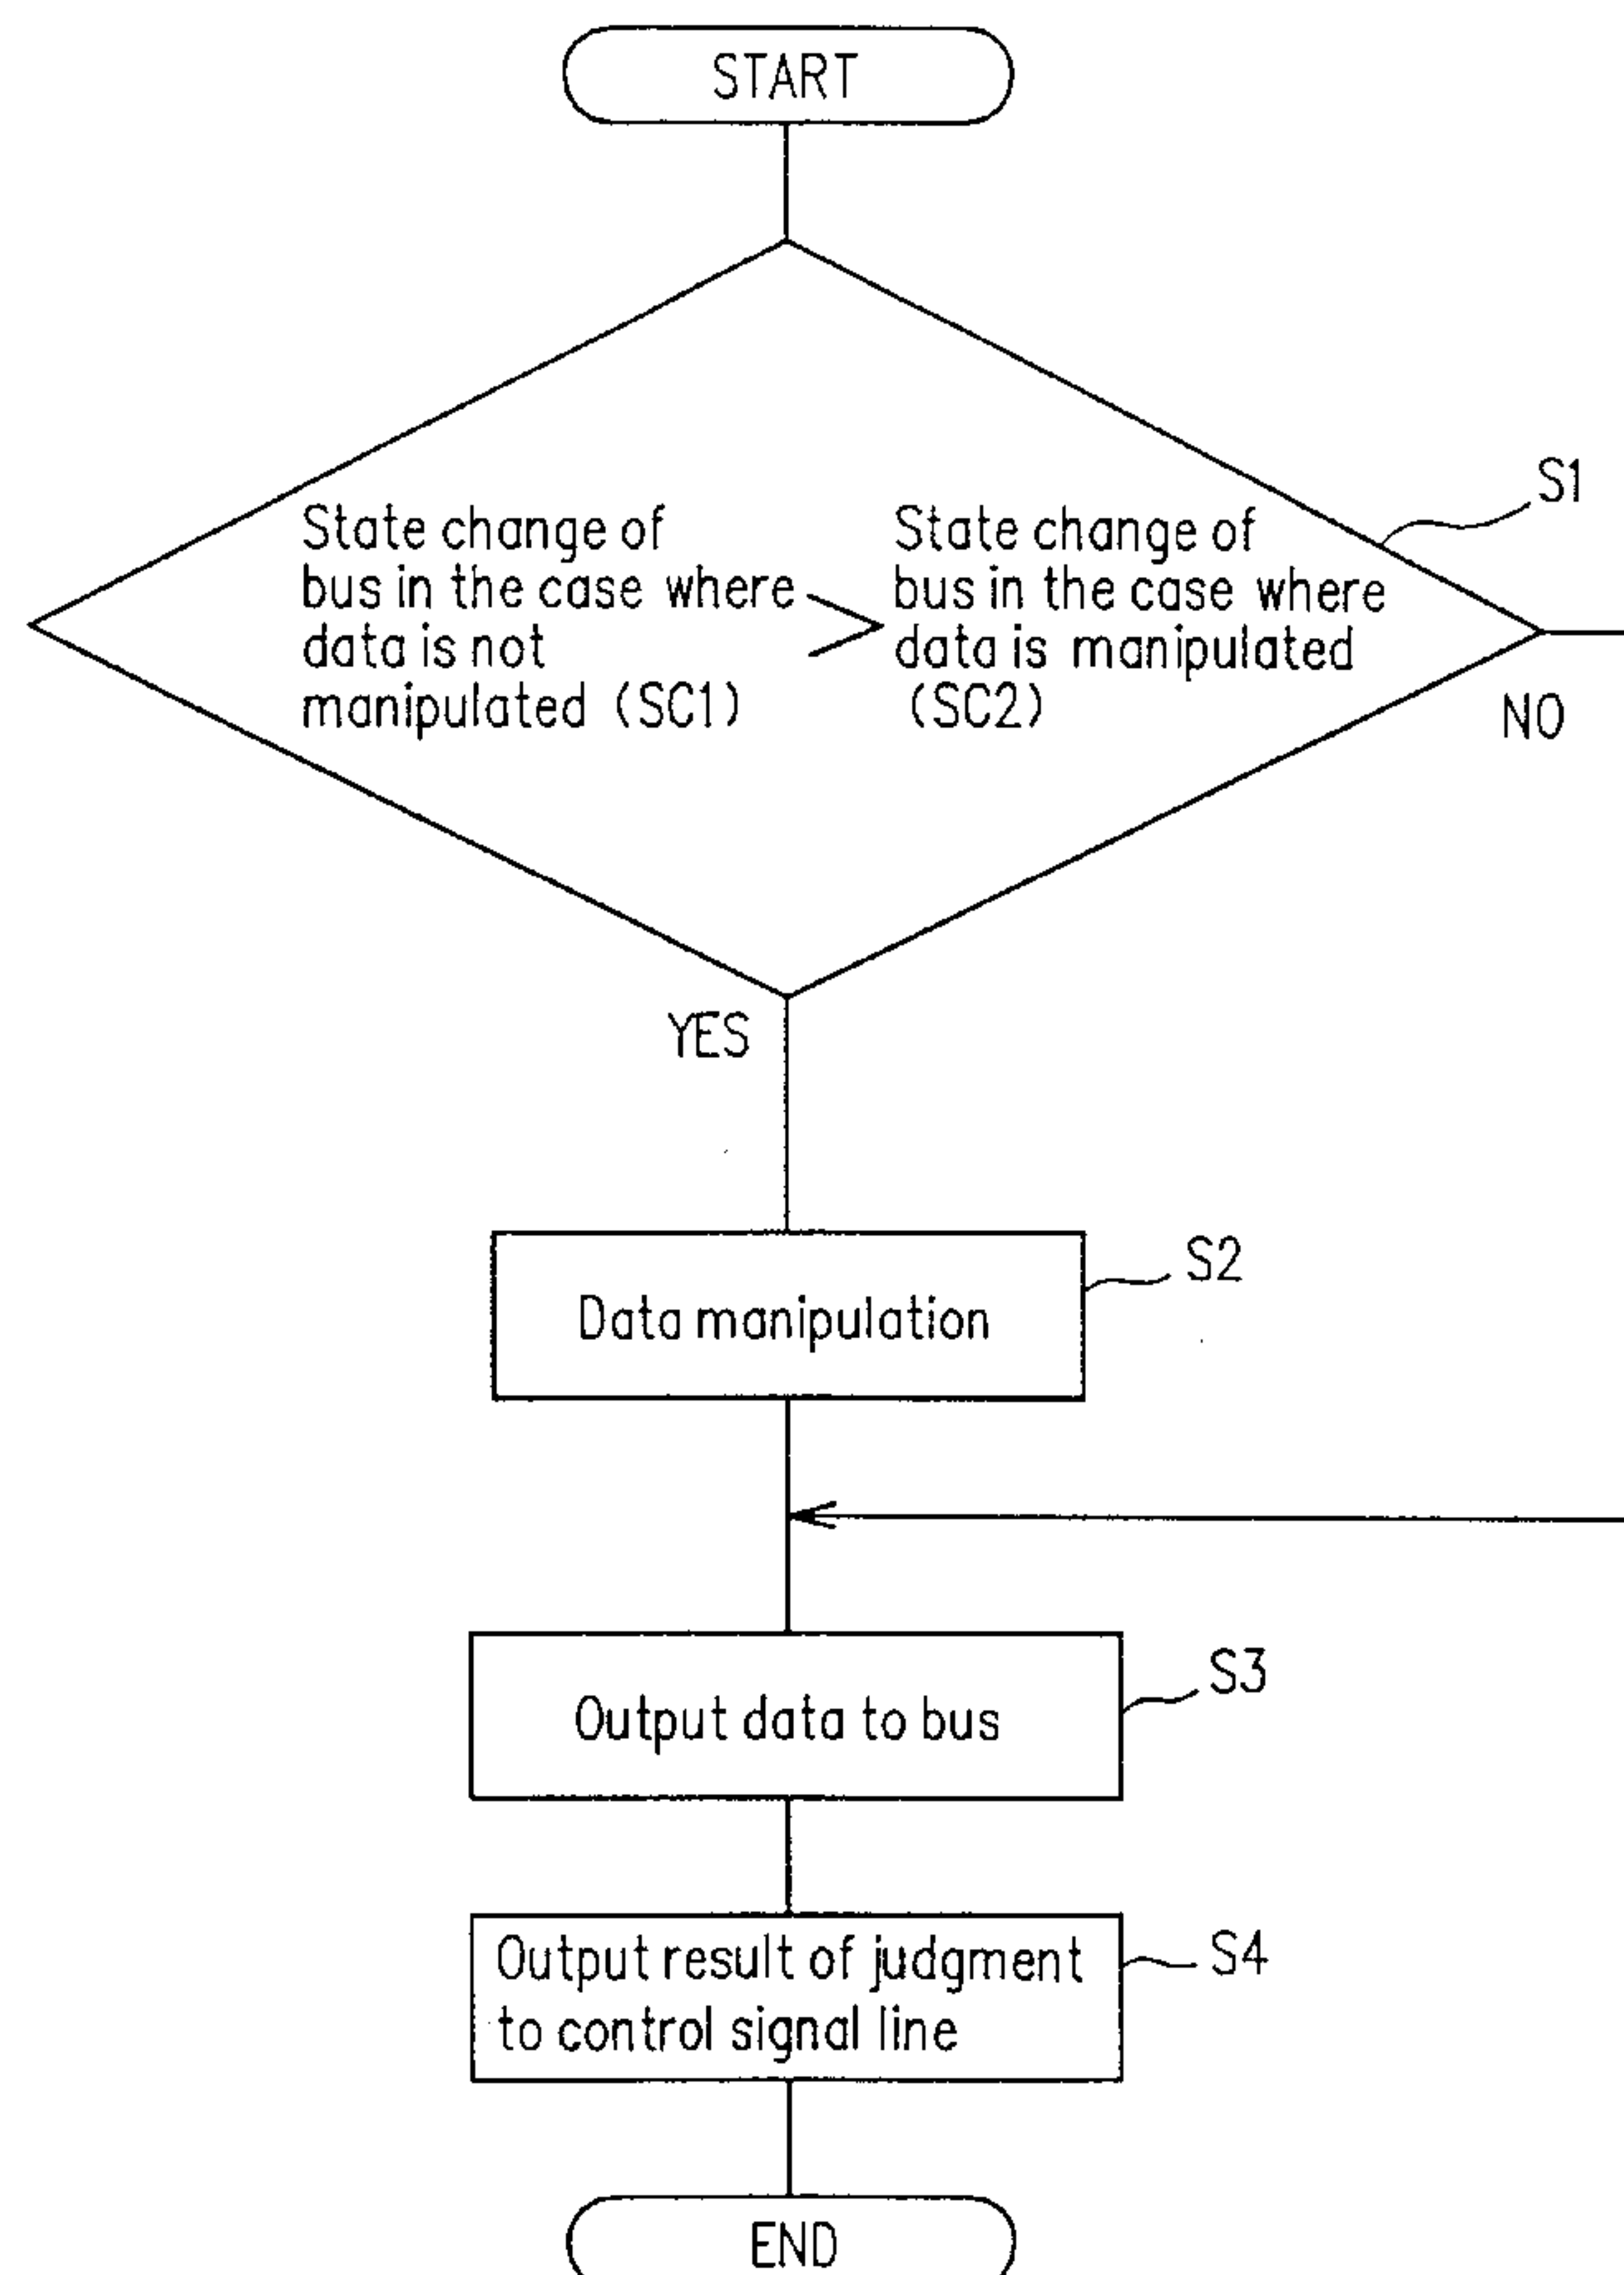 START
S1
State change of
bus in the case where
data is not
manipulated (SC1)
>
State change of
bus in the case where
data is manipulated
(SC2)
NO
YES
S2
Data manipulation
S3
Output data to bus
S4
Output result of judgment
to control signal line
END